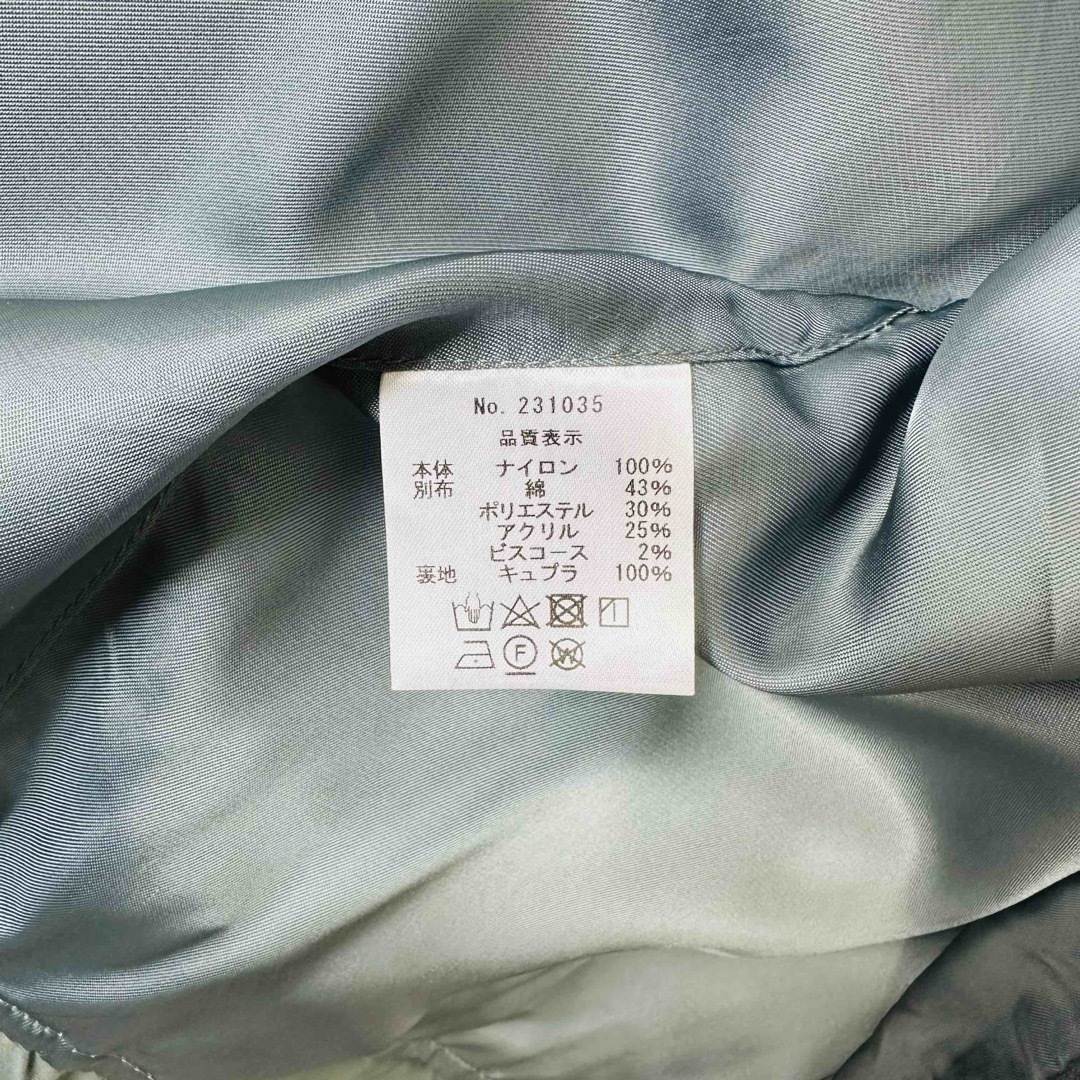 No. 231035
品質表示
本体 ナイロン 100%
別布 綿 43%
ポリエステル 30%
アクリル 25%
ビスコース 2%
裏地 キュプラ 100%
F
W